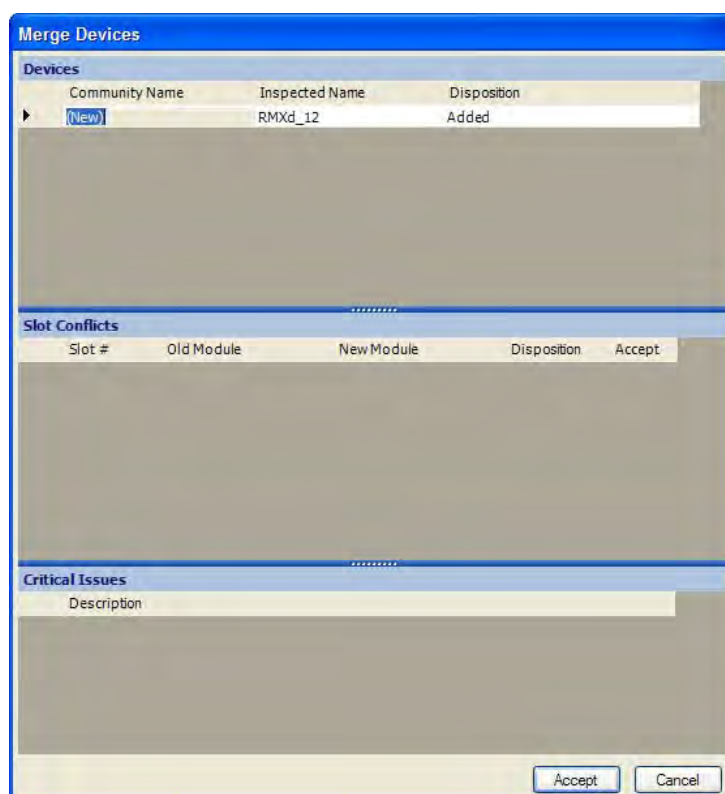 Merge Devices
Devices
Community Name Inspected Name Disposition
(New) RMXd_12 Added
Slot Conflicts
Slot # Old Module New Module Disposition Accept
Critical Issues
Description
Accept Cancel